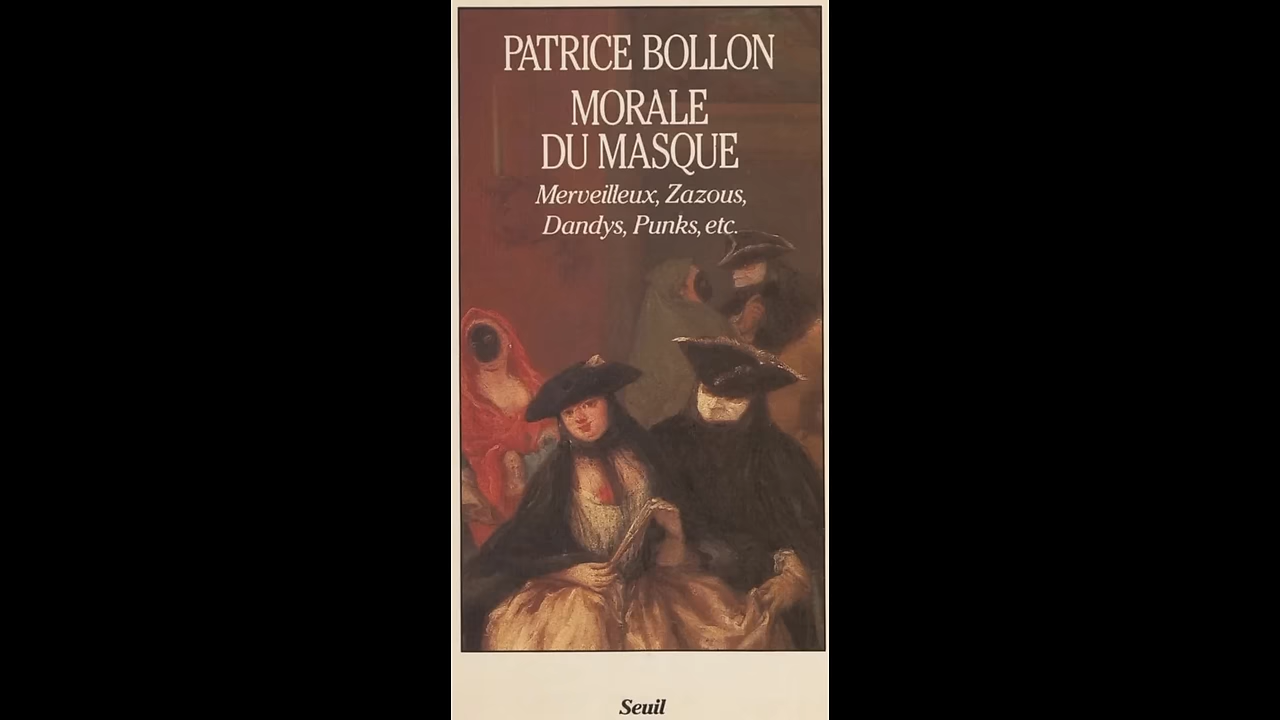 PATRICE BOLLON
MORALE
DU MASQUE
Merveilleux, Zazous,
Dandys, Punks, etc.
Seuil